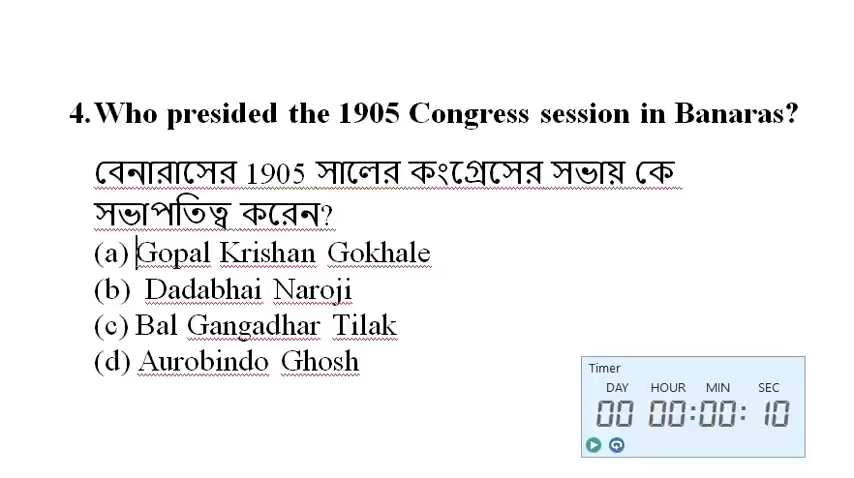 4. Who presided the 1905 Congress session in Banaras?
বেনারাসের 1905 সালের কংগ্রেসের সভায় কে
সভাপতিত্ব করেন?
(a) Gopal Krishan Gokhale
(b) Dadabhai Naroji
(c) Bal Gangadhar Tilak
(d) Aurobindo Ghosh
Timer
DAY HOUR MIN SEC
00 00:00: 10